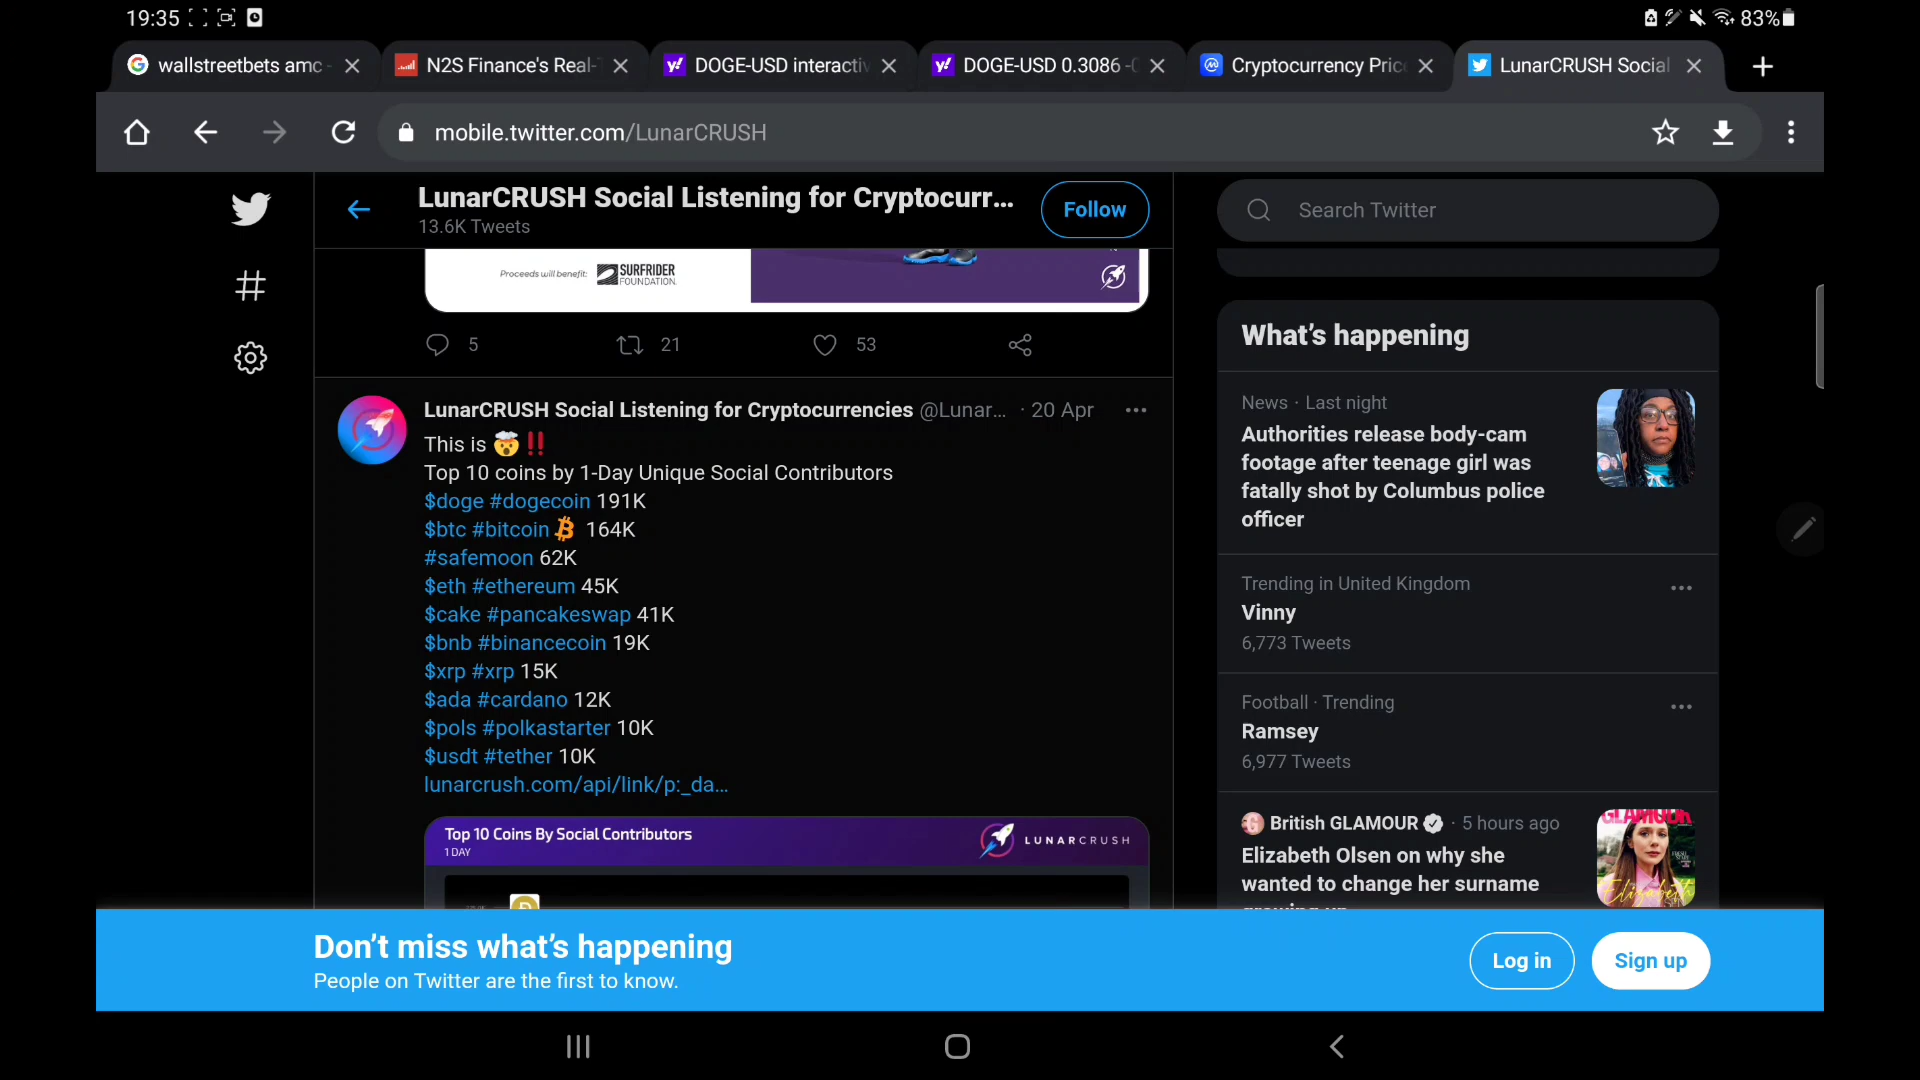 19:35
83%
wallstreetbets amc -
N2S Finance's Real-
DOGE-USD interactiv
DOGE-USD 0.3086 -
Cryptocurrency Pric
LunarCRUSH Social
mobile.twitter.com/LunarCRUSH
LunarCRUSH Social Listening for Cryptocurr...
13.6K Tweets
Follow
Search Twitter
Proceeds will benefit:
SURFRIDER
FOUNDATION
5
21
53
LunarCRUSH Social Listening for Cryptocurrencies @Lunar... · 20 Apr
This is 🤯‼️
Top 10 coins by 1-Day Unique Social Contributors
$doge #dogecoin 191K
$btc #bitcoin 164K
#safemoon 62K
$eth #ethereum 45K
$cake #pancakeswap 41K
$bnb #binancecoin 19K
$xrp #xrp 15K
$ada #cardano 12K
$pols #polkastarter 10K
$usdt #tether 10K
lunarcrush.com/api/link/p:_da...
Top 10 Coins By Social Contributors
1 DAY
LUNARCRUSH
What's happening
News · Last night
Authorities release body-cam
footage after teenage girl was
fatally shot by Columbus police
officer
Trending in United Kingdom
Vinny
6,773 Tweets
Football · Trending
Ramsey
6,977 Tweets
British GLAMOUR · 5 hours ago
Elizabeth Olsen on why she
wanted to change her surname
growing up
GLAMOUR
Elizabeth
Don't miss what's happening
People on Twitter are the first to know.
Log in
Sign up